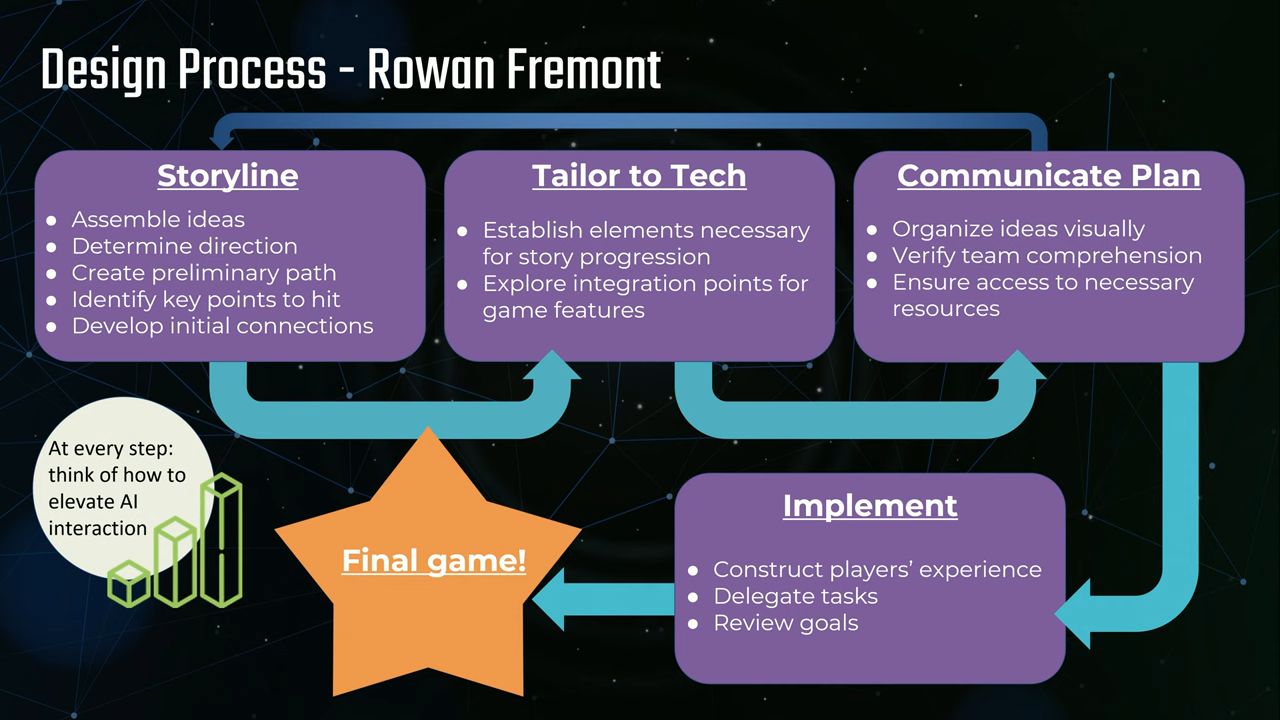 Design Process - Rowan Fremont
Storyline
● Assemble ideas
● Determine direction
● Create preliminary path
● Identify key points to hit
● Develop initial connections
Tailor to Tech
● Establish elements necessary
for story progression
● Explore integration points for
game features
Communicate Plan
● Organize ideas visually
● Verify team comprehension
● Ensure access to necessary
resources
At every step:
think of how to
elevate AI
interaction
Final game!
Implement
● Construct players’ experience
● Delegate tasks
● Review goals